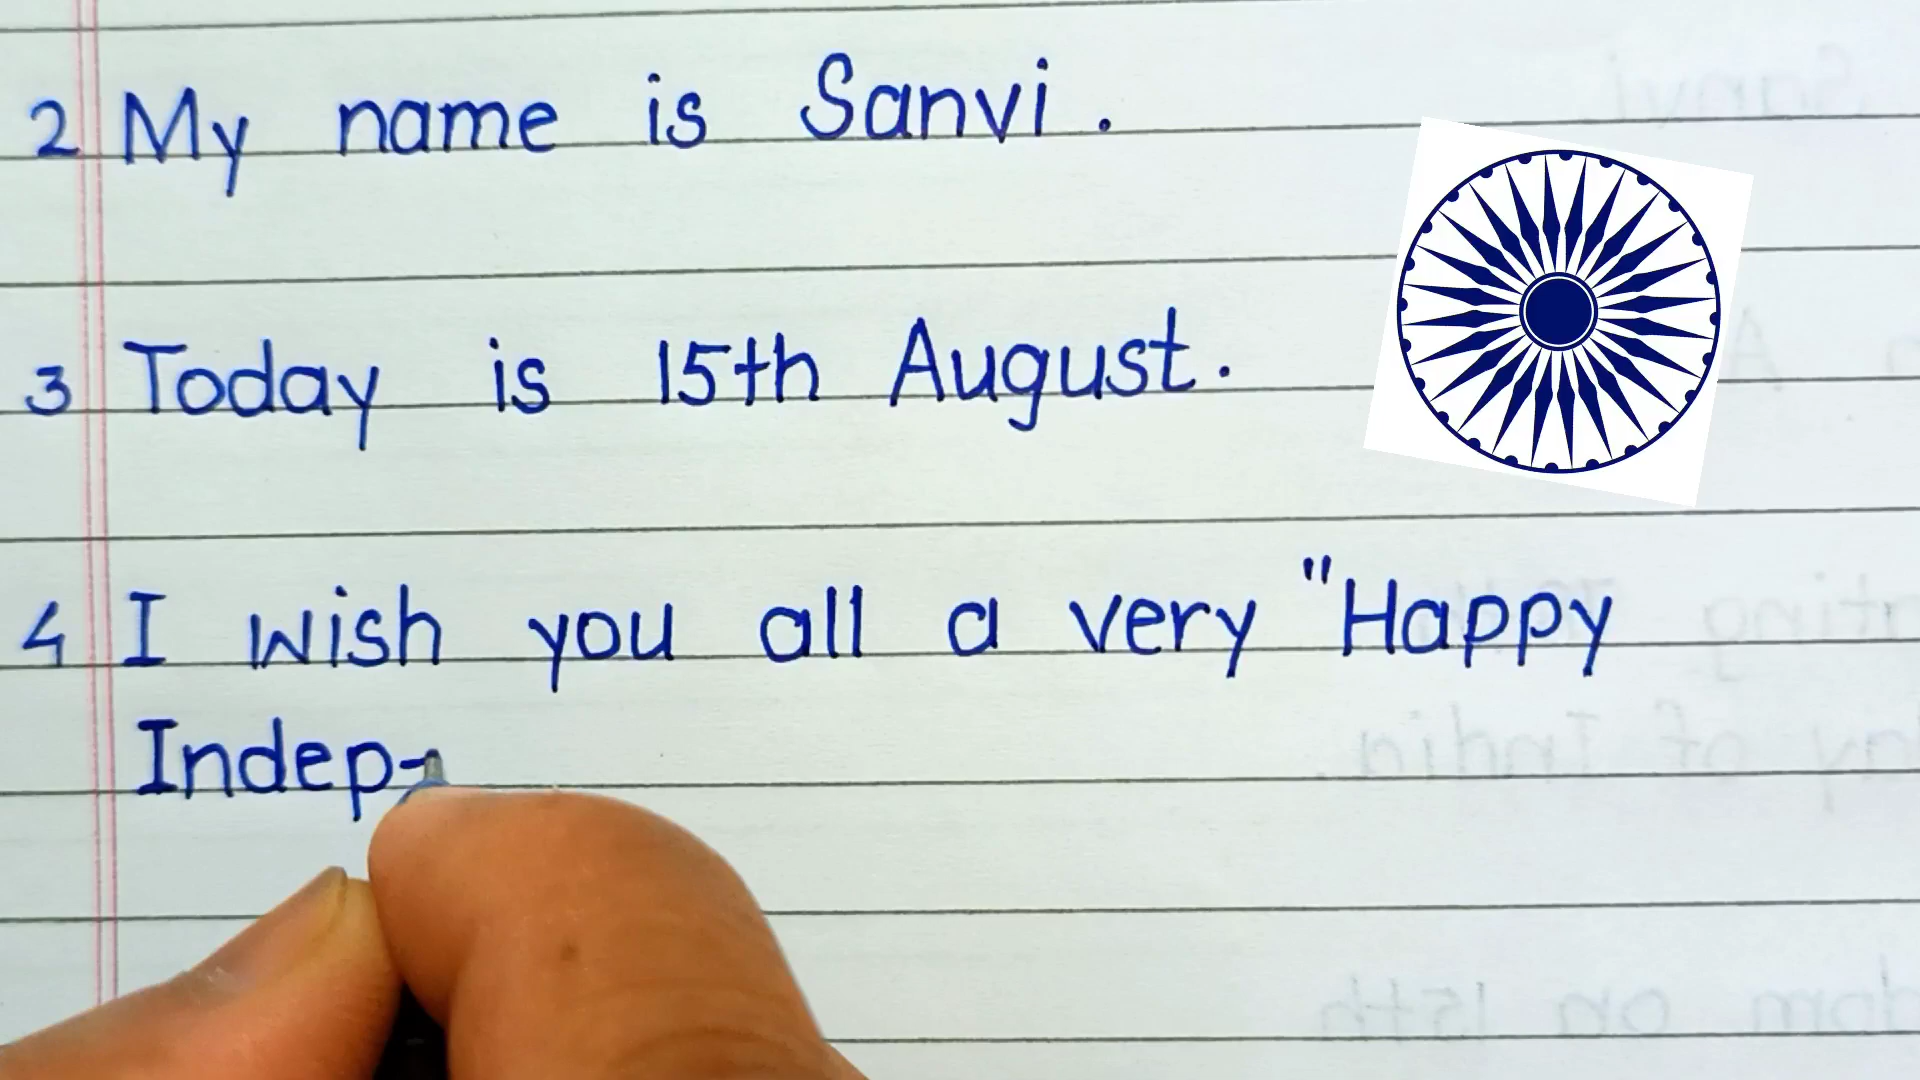 2 My name is Sanvi.
3 Today is 15th August.
4 I wish you all a very "Happy
Indep